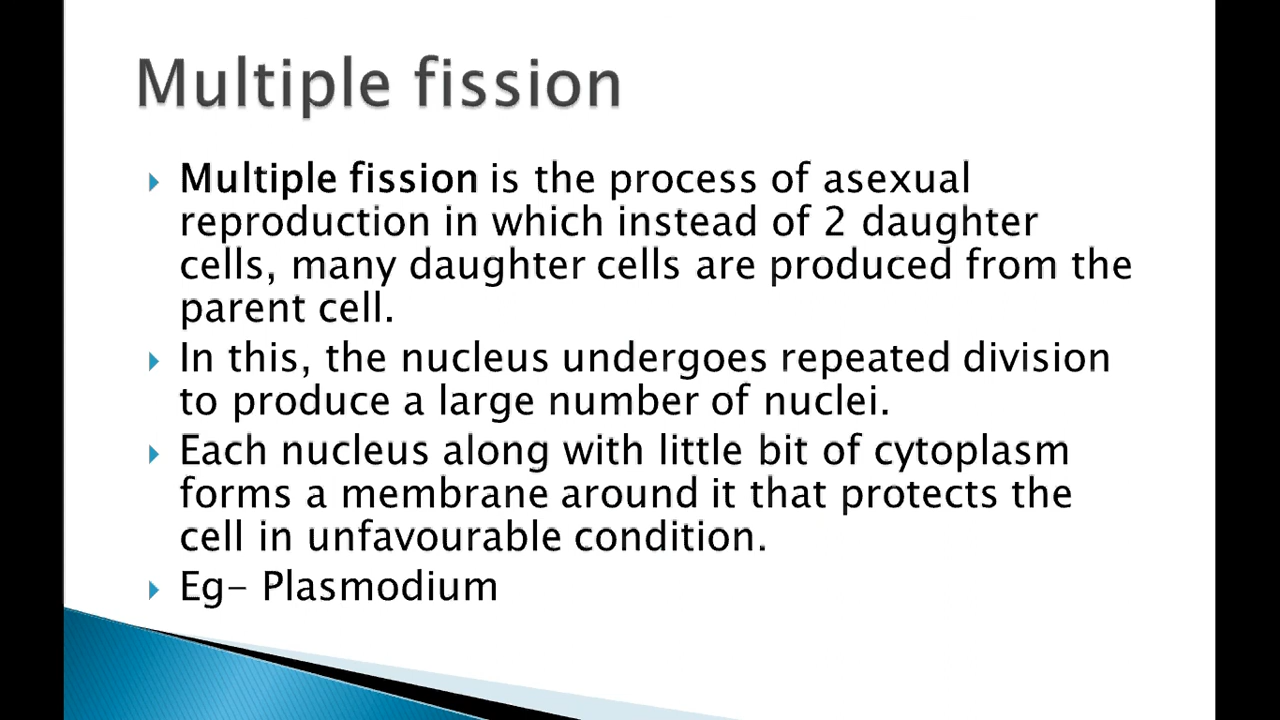 Multiple fission
Multiple fission is the process of asexual
reproduction in which instead of 2 daughter
cells, many daughter cells are produced from the
parent cell.
In this, the nucleus undergoes repeated division
to produce a large number of nuclei.
Each nucleus along with little bit of cytoplasm
forms a membrane around it that protects the
cell in unfavourable condition.
Eg- Plasmodium